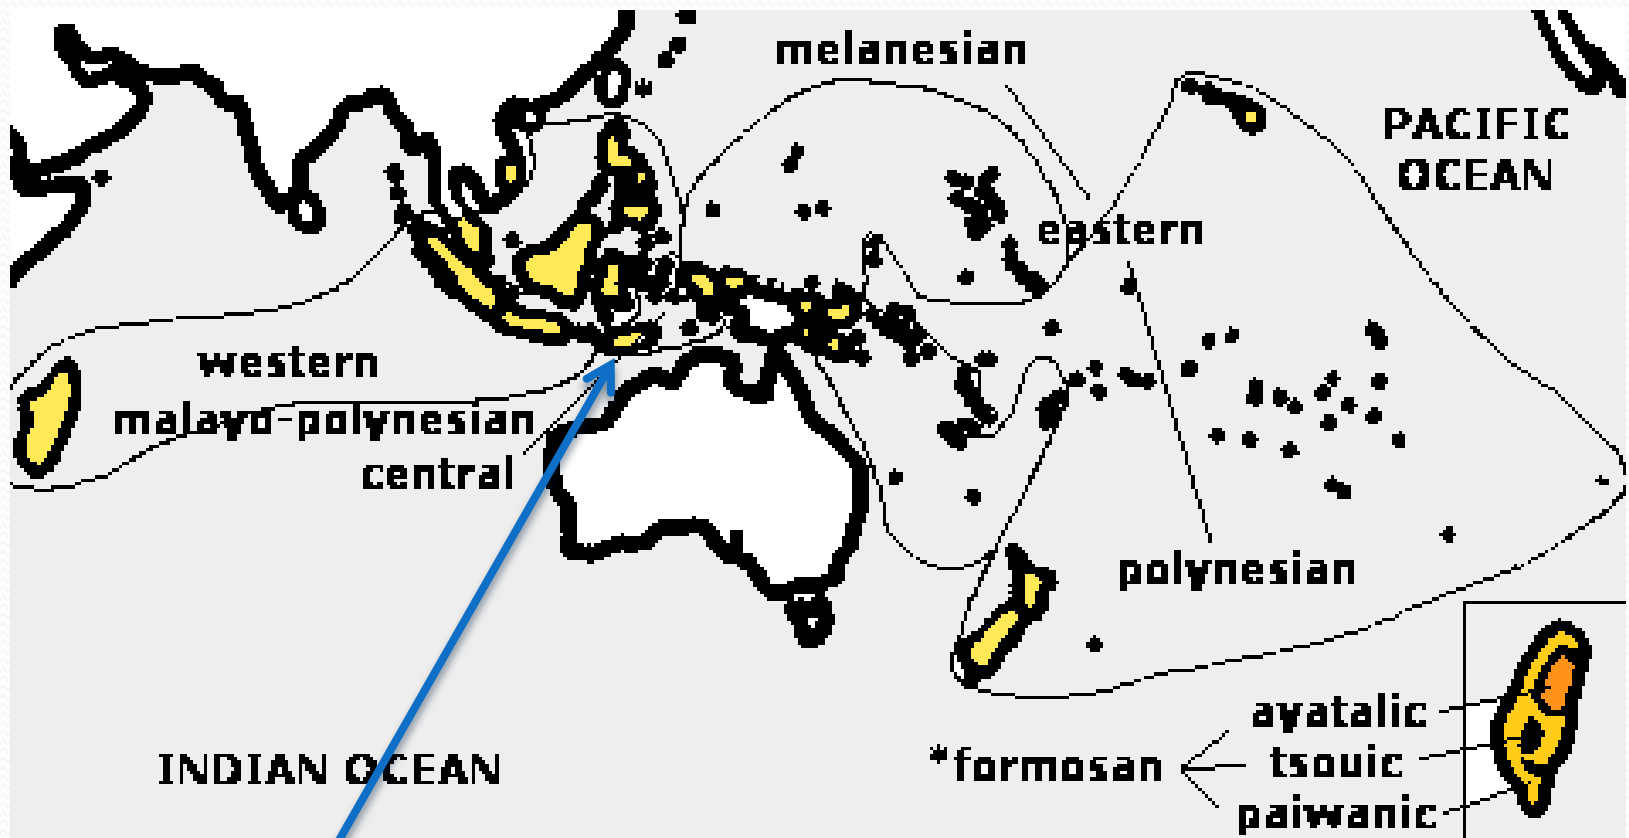 melanesian
PACIFIC
OCEAN
eastern
western
malayo-polynesian
central
polynesian
ayatalic
INDIAN OCEAN
*formosan
tsouic
paiwanic
*